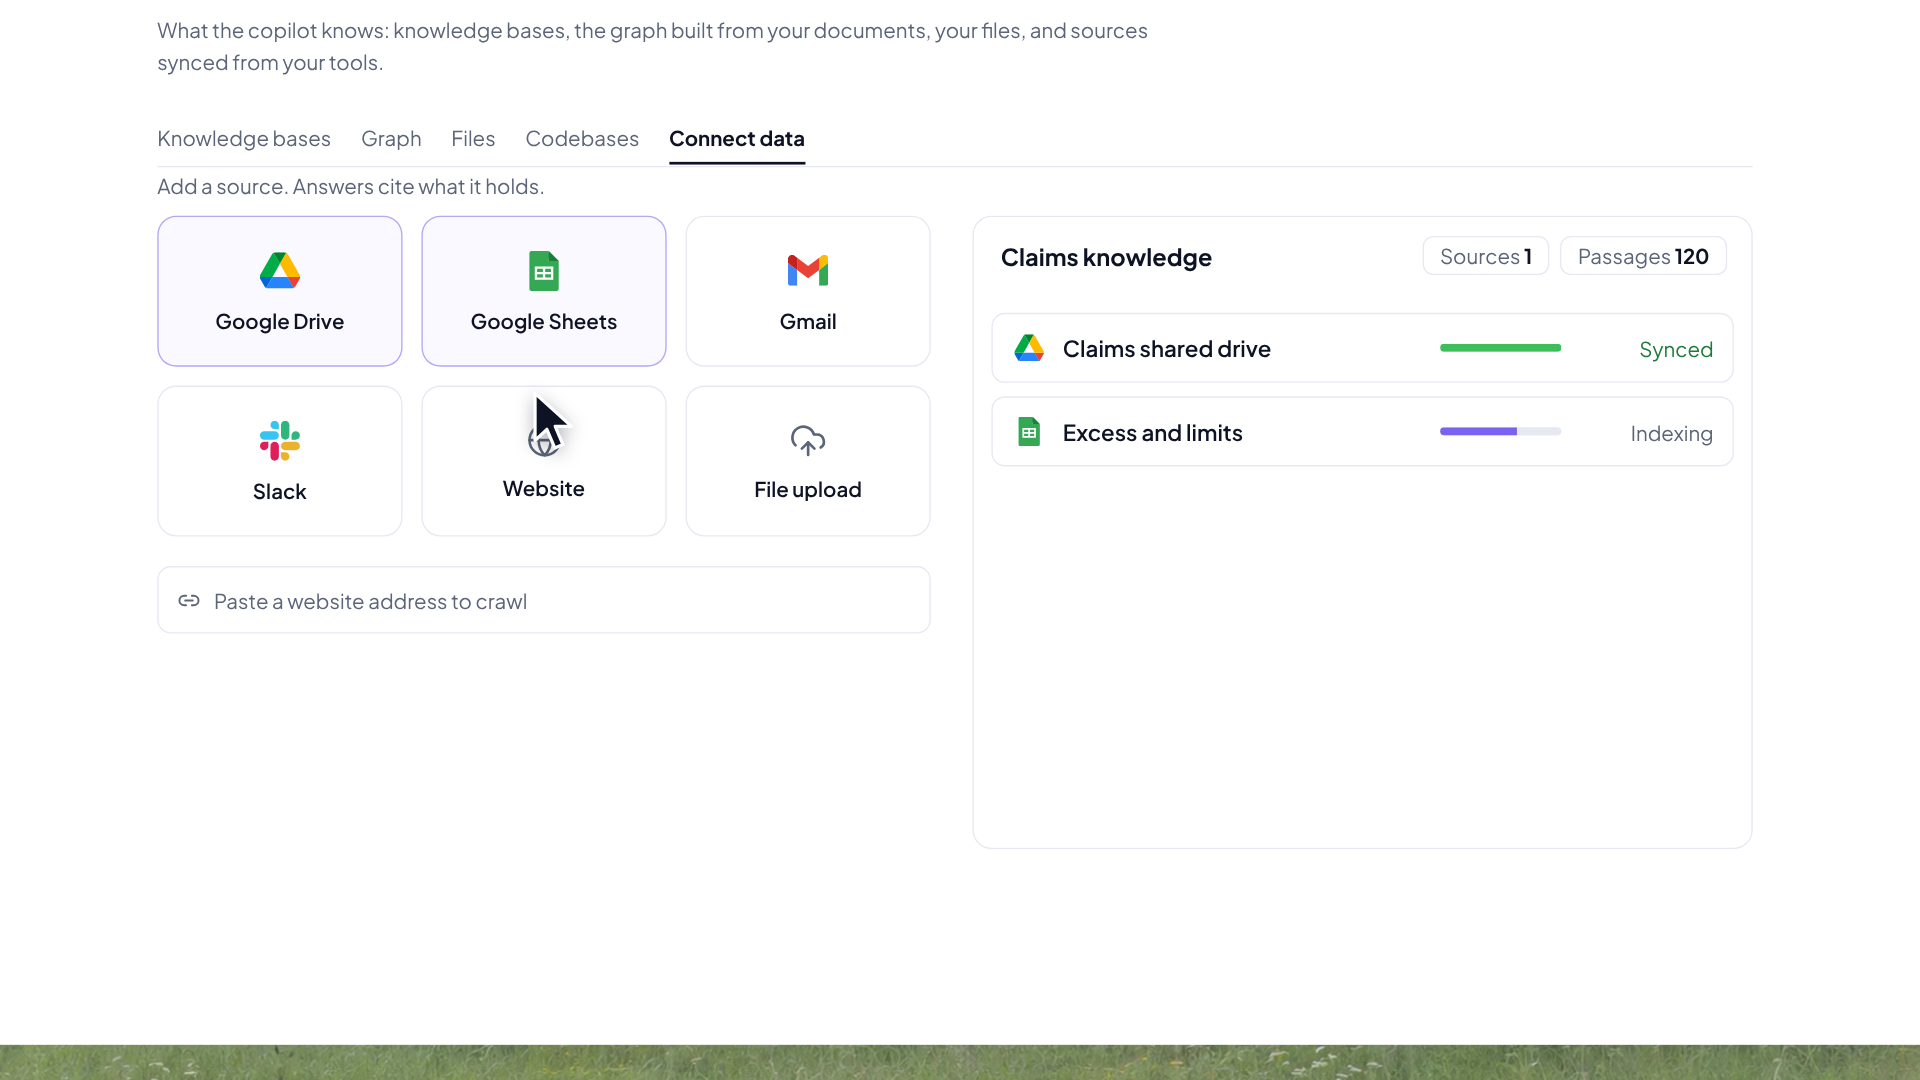 What the copilot knows: knowledge bases, the graph built from your documents, your files, and sources
synced from your tools.
Knowledge bases
Graph
Files
Codebases
Connect data
Add a source. Answers cite what it holds.
Google Drive
Google Sheets
Gmail
Slack
Website
File upload
Paste a website address to crawl
Claims knowledge
Sources 1
Passages 120
Claims shared drive
Synced
Excess and limits
Indexing